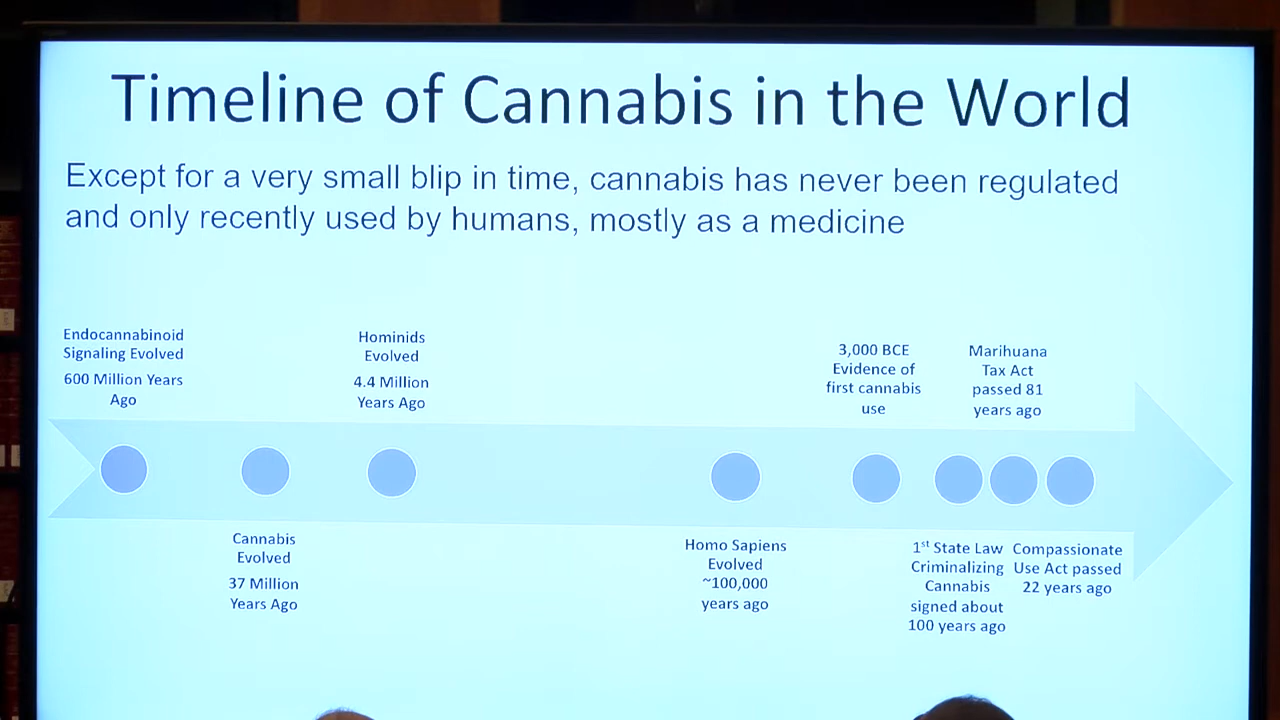 Timeline of Cannabis in the World
Except for a very small blip in time, cannabis has never been regulated
and only recently used by humans, mostly as a medicine
Endocannabinoid
Signaling Evolved
600 Million Years
Ago
Cannabis
Evolved
37 Million
Years Ago
Hominids
Evolved
4.4 Million
Years Ago
Homo Sapiens
Evolved
~100,000
years ago
3,000 BCE
Evidence of
first cannabis
use
1st State Law
Criminalizing
Cannabis
signed about
100 years ago
Marihuana
Tax Act
passed 81
years ago
Compassionate
Use Act passed
22 years ago